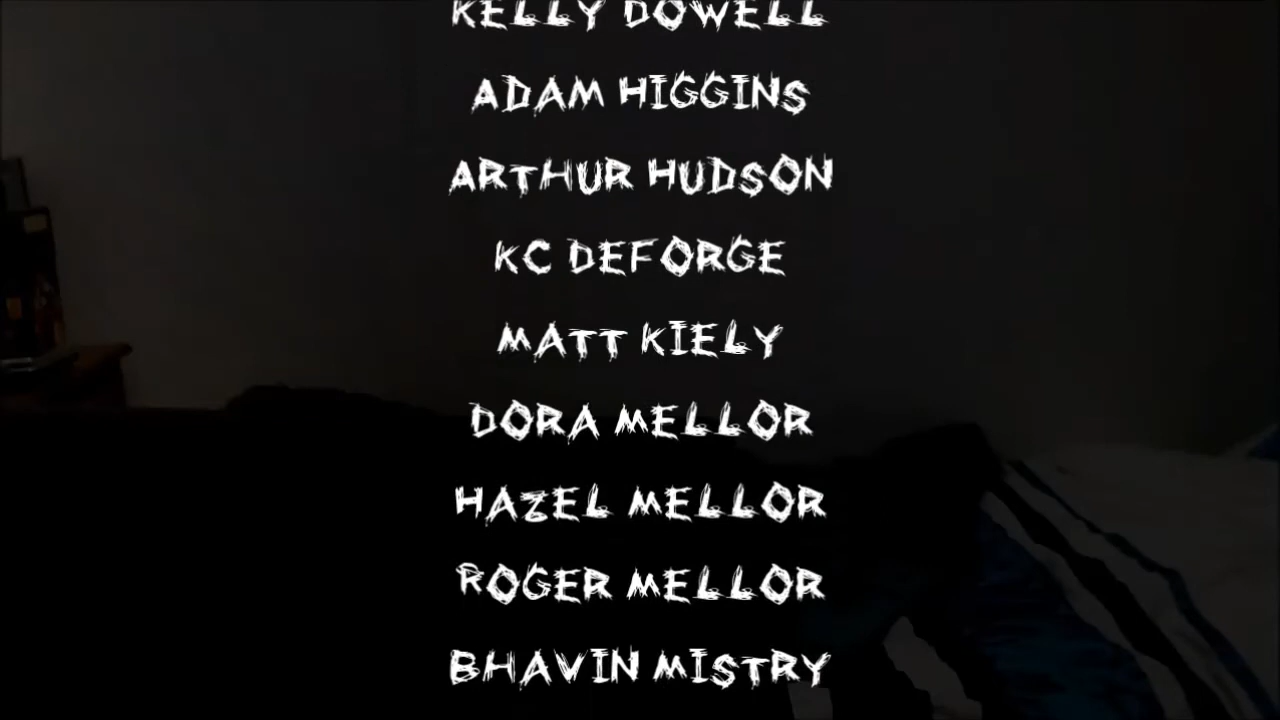 KELLY DOWELL
ADAM HIGGINS
ARTHUR HUDSON
KC DEFORGE
MATT KIELY
DORA MELLOR
HAZEL MELLOR
ROGER MELLOR
BHAVIN MISTRY